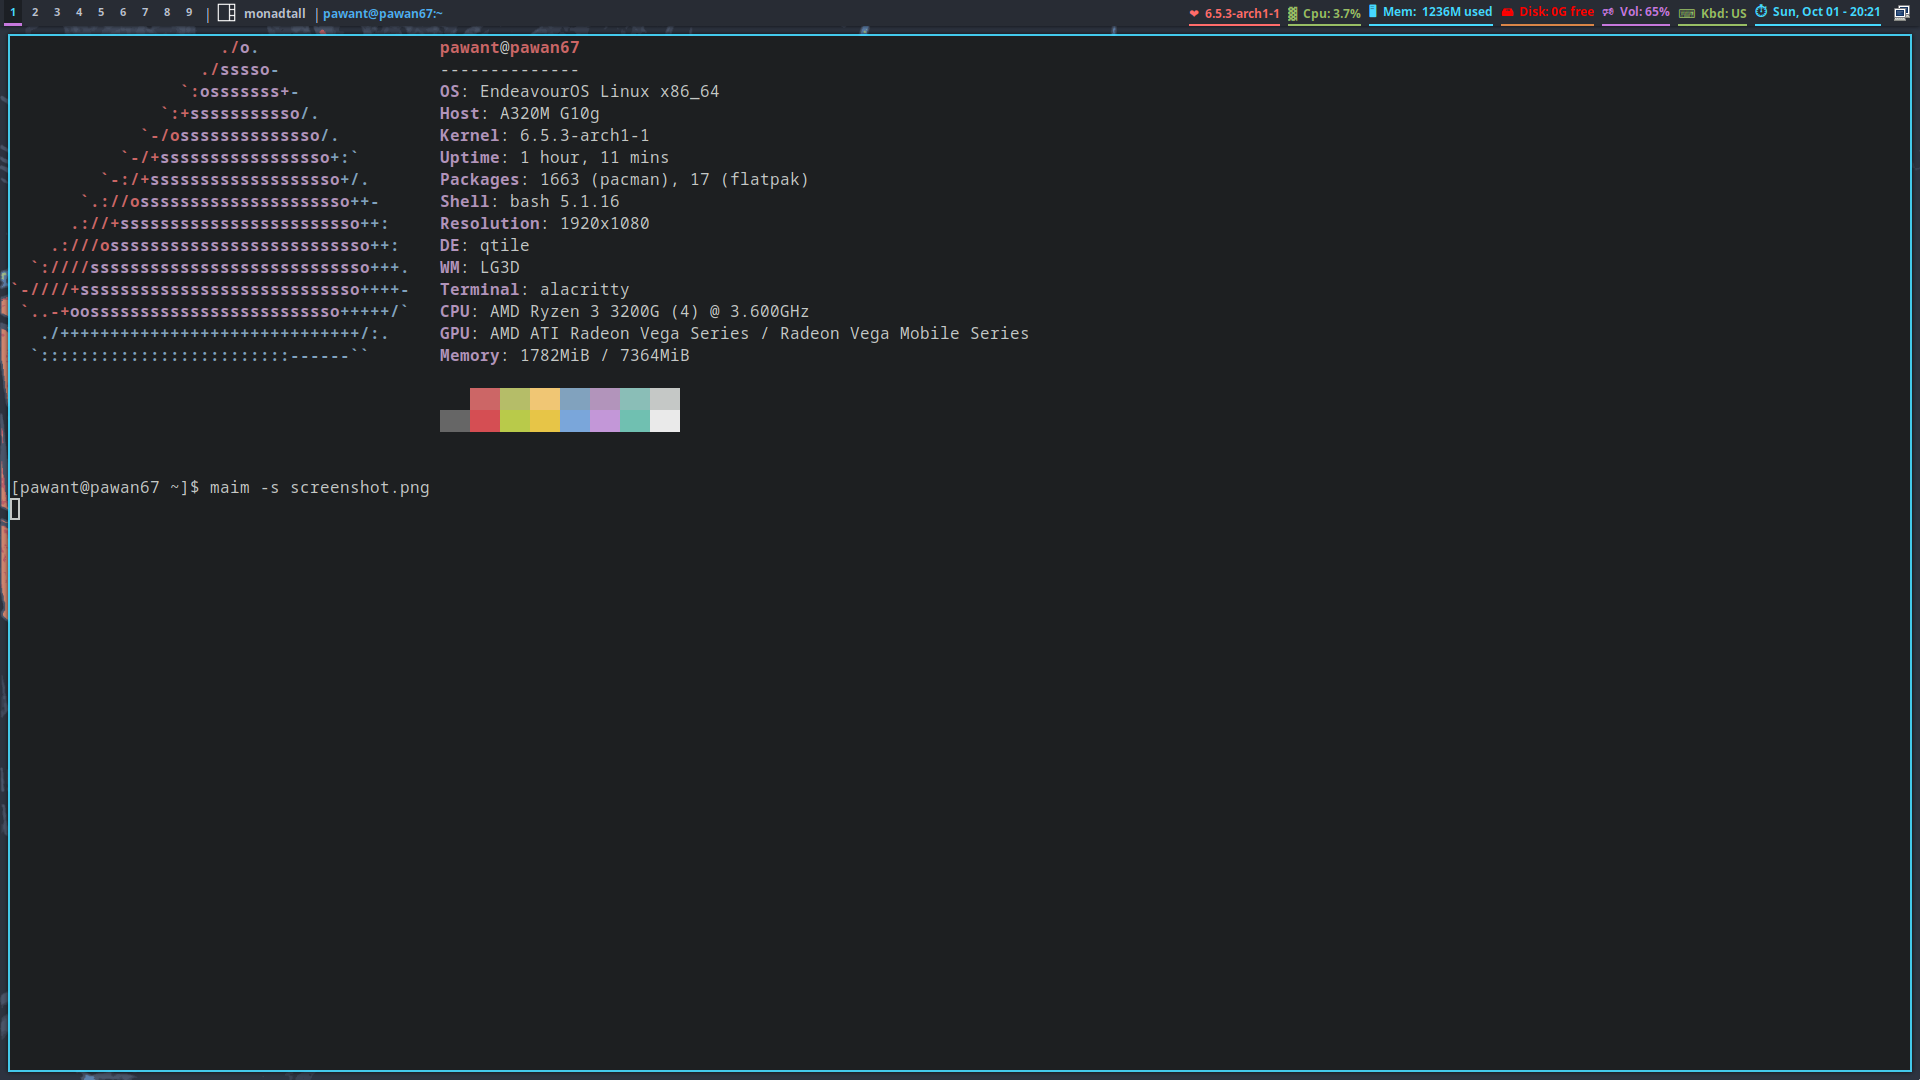 1 2 3 4 5 6 7 8 9 | monadtall | pawant@pawan67:~ 6.5.3-arch1-1 Cpu: 3.7% Mem: 1236M used Disk: 0G free Vol: 65% Kbd: US Sun, Oct 01 - 20:21
./o. pawant@pawan67
./sssso- --------------
`:osssssss+- OS: EndeavourOS Linux x86_64
`:+sssssssssso/. Host: A320M G10g
`-/ossssssssssssso/. Kernel: 6.5.3-arch1-1
`-/+sssssssssssssssso+:` Uptime: 1 hour, 11 mins
`-:/+sssssssssssssssssso+/. Packages: 1663 (pacman), 17 (flatpak)
`.://osssssssssssssssssssso++- Shell: bash 5.1.16
.://+ssssssssssssssssssssssso++: Resolution: 1920x1080
.:///ossssssssssssssssssssssssso++: DE: qtile
`:////ssssssssssssssssssssssssssso+++. WM: LG3D
`-////+ssssssssssssssssssssssssssso++++- Terminal: alacritty
`..-+oosssssssssssssssssssssssso+++++/` CPU: AMD Ryzen 3 3200G (4) @ 3.600GHz
./++++++++++++++++++++++++++++++/:. GPU: AMD ATI Radeon Vega Series / Radeon Vega Mobile Series
`:::::::::::::::::::::::::------`` Memory: 1782MiB / 7364MiB
[pawant@pawan67 ~]$ maim -s screenshot.png